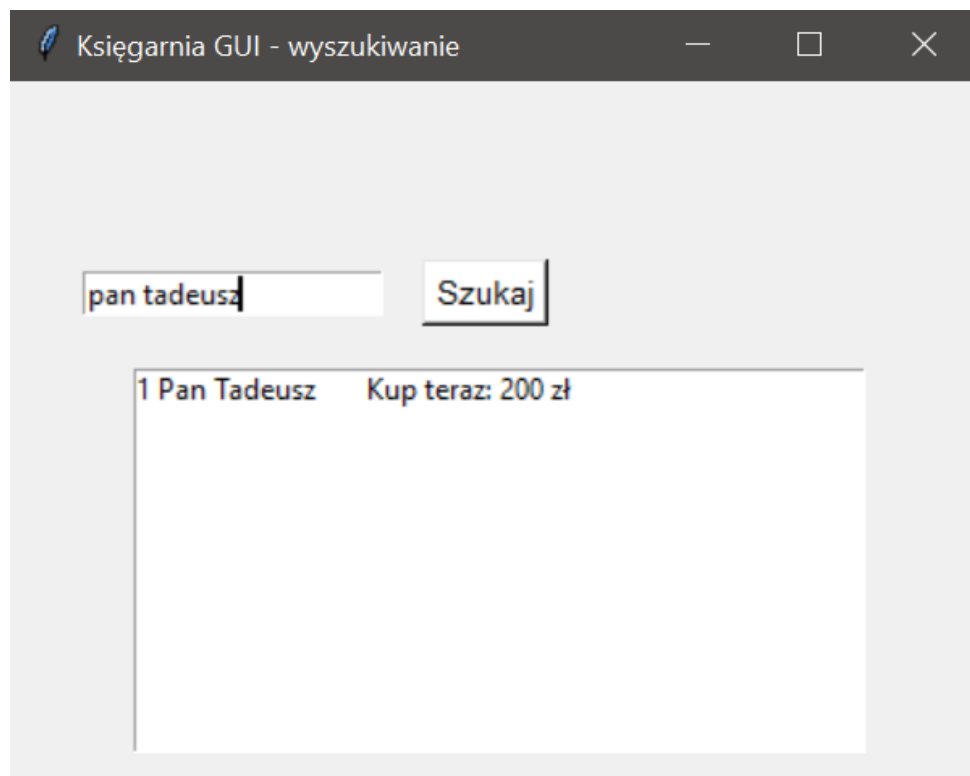 Księgarnia GUI - wyszukiwanie
pan tadeusz
Szukaj
1 Pan Tadeusz Kup teraz: 200 zł